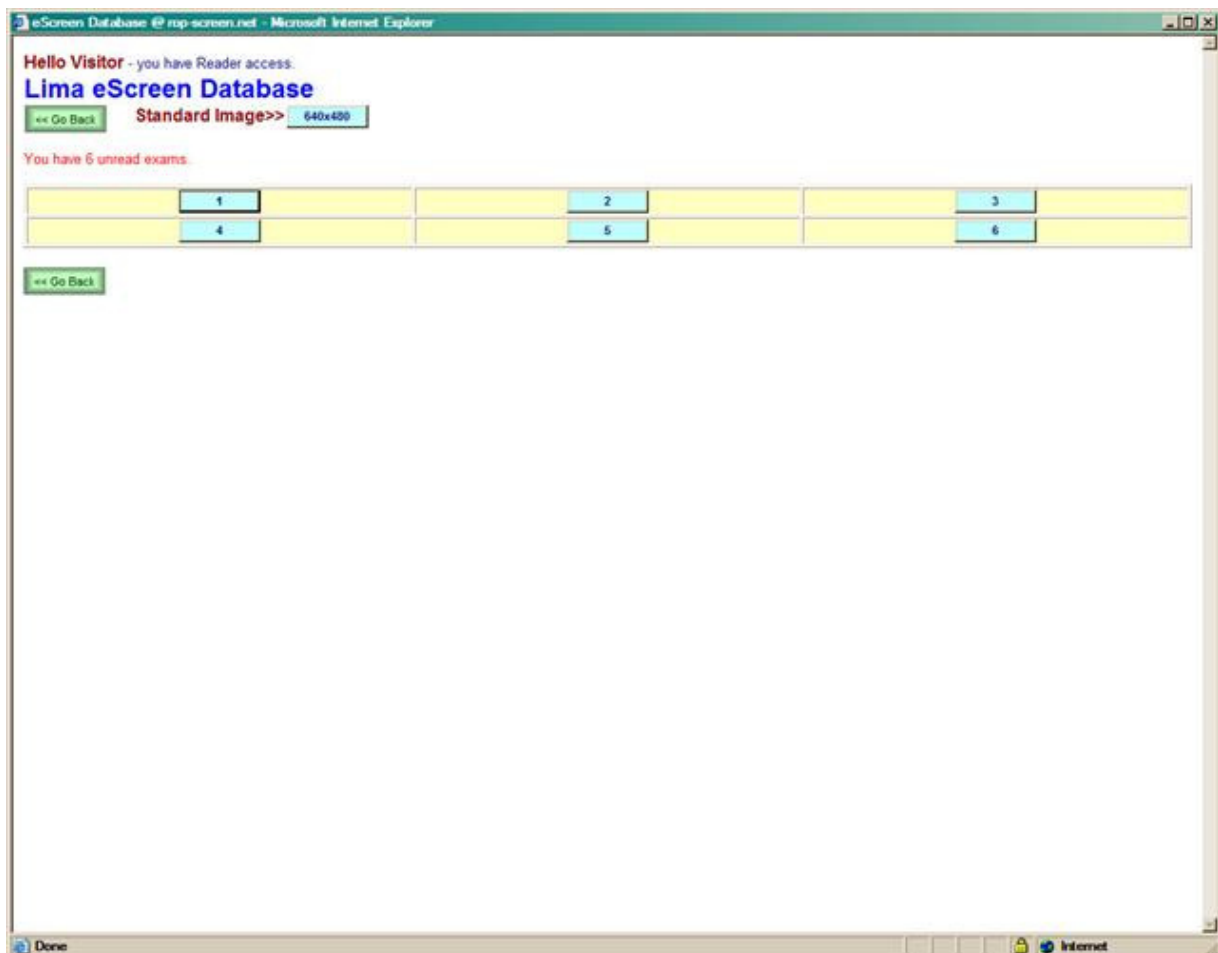 eScreen Database @ rop-screen.net - Microsoft Internet Explorer
Hello Visitor - you have Reader access.
Lima eScreen Database
<< Go Back Standard Image>> 640x480
You have 6 unread exams.
1 2 3
4 5 6
<< Go Back
Done Internet